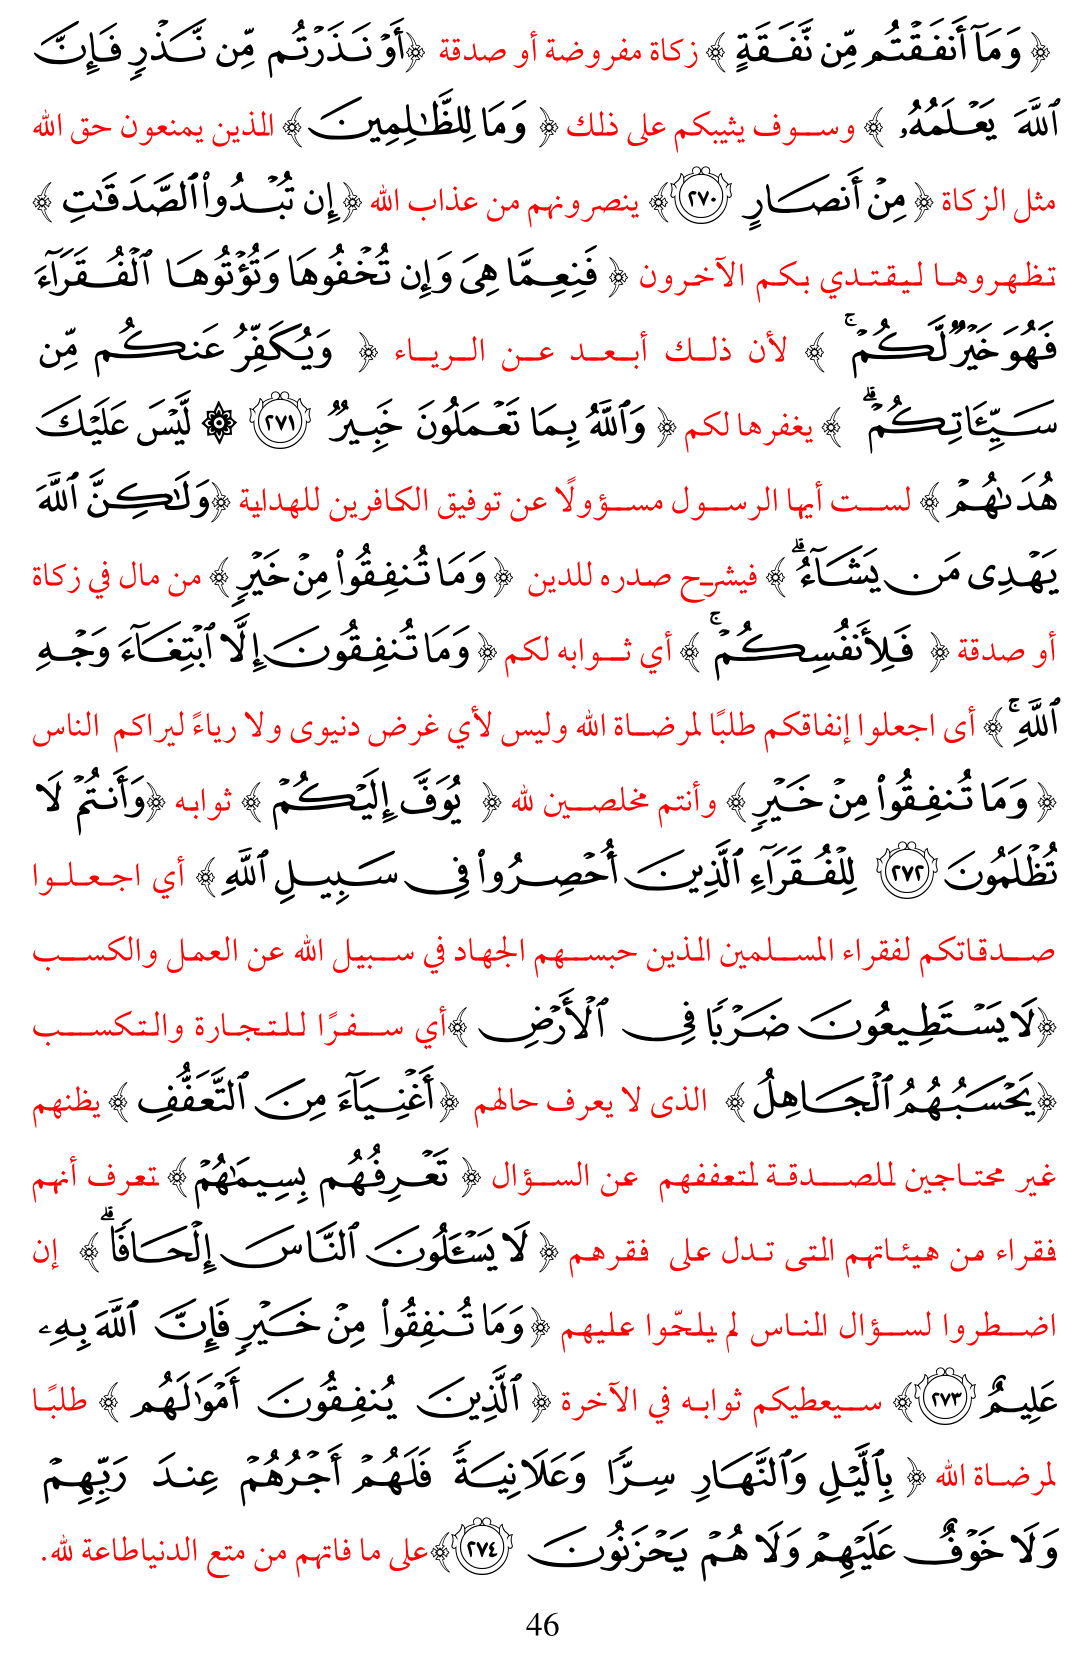 ﴿ وَمَآ أَنفَقْتُم مِّن نَّفَقَةٍ ﴾ زكاة مفروضة أو صدقة ﴿أَوْ نَذَرْتُم مِّن نَّذْرٍ فَإِنَّ
ٱللَّهَ يَعْلَمُهُۥ ﴾ وسوف يثيبكم على ذلك ﴿ وَمَا لِلظَّٰلِمِينَ ﴾ الذين يمنعون حق الله
مثل الزكاة ﴿ مِنْ أَنصَارٍ ٢٧٠ ﴾ ينصرونهم من عذاب الله ﴿إِن تُبْدُوا۟ ٱلصَّدَقَٰتِ ﴾
تظهروها ليقتدي بكم الآخرون ﴿ فَنِعِمَّا هِىَ وَإِن تُخْفُوهَا وَتُؤْتُوهَا ٱلْفُقَرَآءَ
فَهُوَ خَيْرٌ لَّكُمْ ۚ ﴾ لأن ذلك أبعد عن الرياء ﴿ وَيُكَفِّرُ عَنكُم مِّن
سَيِّـَٔاتِكُمْ ۗ ﴾ يغفرها لكم ﴿ وَٱللَّهُ بِمَا تَعْمَلُونَ خَبِيرٌ ٢٧١ ۞ لَّيْسَ عَلَيْكَ
هُدَىٰهُمْ ﴾ لست أيها الرسول مسؤولًا عن توفيق الكافرين للهداية ﴿وَلَٰكِنَّ ٱللَّهَ
يَهْدِى مَن يَشَآءُ ۗ ﴾ فيشرح صدره للدين ﴿ وَمَا تُنفِقُوا۟ مِنْ خَيْرٍ ﴾ من مال في زكاة
أو صدقة ﴿ فَلِأَنفُسِكُمْ ۚ ﴾ أي ثوابه لكم ﴿ وَمَا تُنفِقُونَ إِلَّا ٱبْتِغَآءَ وَجْهِ
ٱللَّهِ ۚ ﴾ أى اجعلوا إنفاقكم طلبًا لمرضاة الله وليس لأي غرض دنيوى ولا رياءً ليراكم الناس
﴿ وَمَا تُنفِقُوا۟ مِنْ خَيْرٍ ﴾ وأنتم مخلصين لله ﴿ يُوَفَّ إِلَيْكُمْ ﴾ ثوابه ﴿وَأَنتُمْ لَا
تُظْلَمُونَ ٢٧٢ لِلْفُقَرَآءِ ٱلَّذِينَ أُحْصِرُوا۟ فِى سَبِيلِ ٱللَّهِ ﴾ أي اجعلوا
صدقاتكم لفقراء المسلمين الذين حبسهم الجهاد في سبيل الله عن العمل والكسب
﴿لَا يَسْتَطِيعُونَ ضَرْبًا فِى ٱلْأَرْضِ ﴾أي سفرًا للتجارة والتكسب
﴿يَحْسَبُهُمُ ٱلْجَاهِلُ ﴾ الذى لا يعرف حالهم ﴿ أَغْنِيَآءَ مِنَ ٱلتَّعَفُّفِ ﴾ يظنهم
غير محتاجين للصدقة لتعففهم عن السؤال ﴿ تَعْرِفُهُم بِسِيمَٰهُمْ ﴾ تعرف أنهم
فقراء من هيئاتهم التى تدل على فقرهم ﴿ لَا يَسْـَٔلُونَ ٱلنَّاسَ إِلْحَافًا ۗ ﴾ إن
اضطروا لسؤال الناس لم يلحّوا عليهم ﴿ وَمَا تُنفِقُوا۟ مِنْ خَيْرٍ فَإِنَّ ٱللَّهَ بِهِۦ
عَلِيمٌ ٢٧٣ ﴾ سيعطيكم ثوابه في الآخرة ﴿ ٱلَّذِينَ يُنفِقُونَ أَمْوَٰلَهُم ﴾ طلبًا
لمرضاة الله ﴿ بِٱلَّيْلِ وَٱلنَّهَارِ سِرًّا وَعَلَانِيَةً فَلَهُمْ أَجْرُهُمْ عِندَ رَبِّهِمْ
وَلَا خَوْفٌ عَلَيْهِمْ وَلَا هُمْ يَحْزَنُونَ ٢٧٤ ﴾على ما فاتهم من متع الدنياطاعة لله.
46